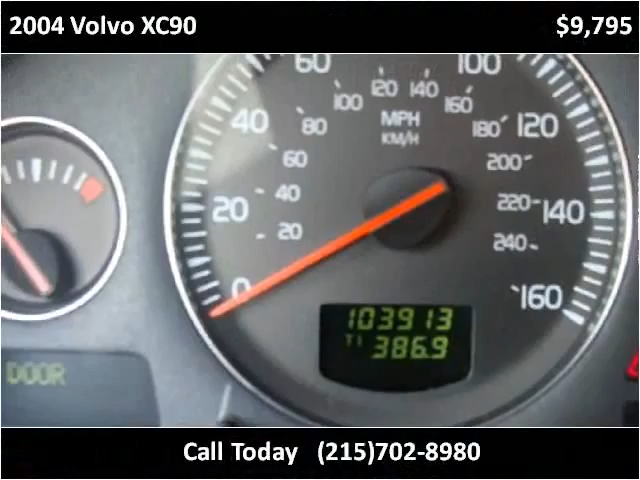 2004 Volvo XC90 $9,795
60 100
120 140
100 160
40 80 MPH 180 120
KM/H
60 200
40
20 220 140
20 240
0 160
103913
T1 386.9
DOOR
Call Today (215)702-8980